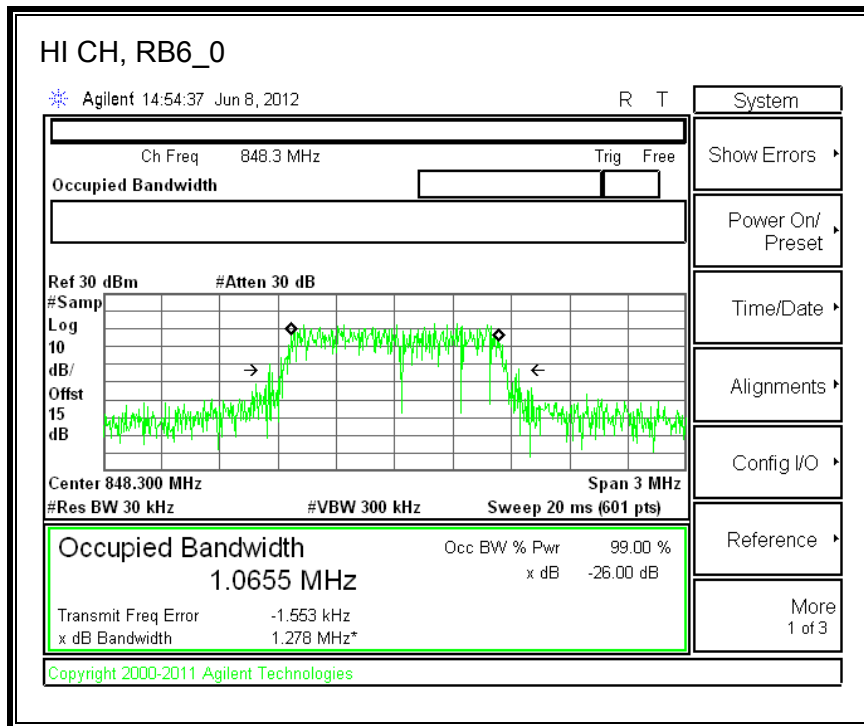 HI CH, RB6_0
Agilent 14:54:37 Jun 8, 2012 R T
System
Ch Freq 848.3 MHz Trig Free
Occupied Bandwidth
Show Errors
Power On/
Preset
Time/Date
Alignments
Config I/O
Reference
More
1 of 3
Ref 30 dBm #Atten 30 dB
#Samp
Log
10
dB/
Offst
15
dB
Center 848.300 MHz Span 3 MHz
#Res BW 30 kHz #VBW 300 kHz Sweep 20 ms (601 pts)
Occupied Bandwidth Occ BW % Pwr 99.00 %
1.0655 MHz x dB -26.00 dB
Transmit Freq Error -1.553 kHz
x dB Bandwidth 1.278 MHz*
Copyright 2000-2011 Agilent Technologies